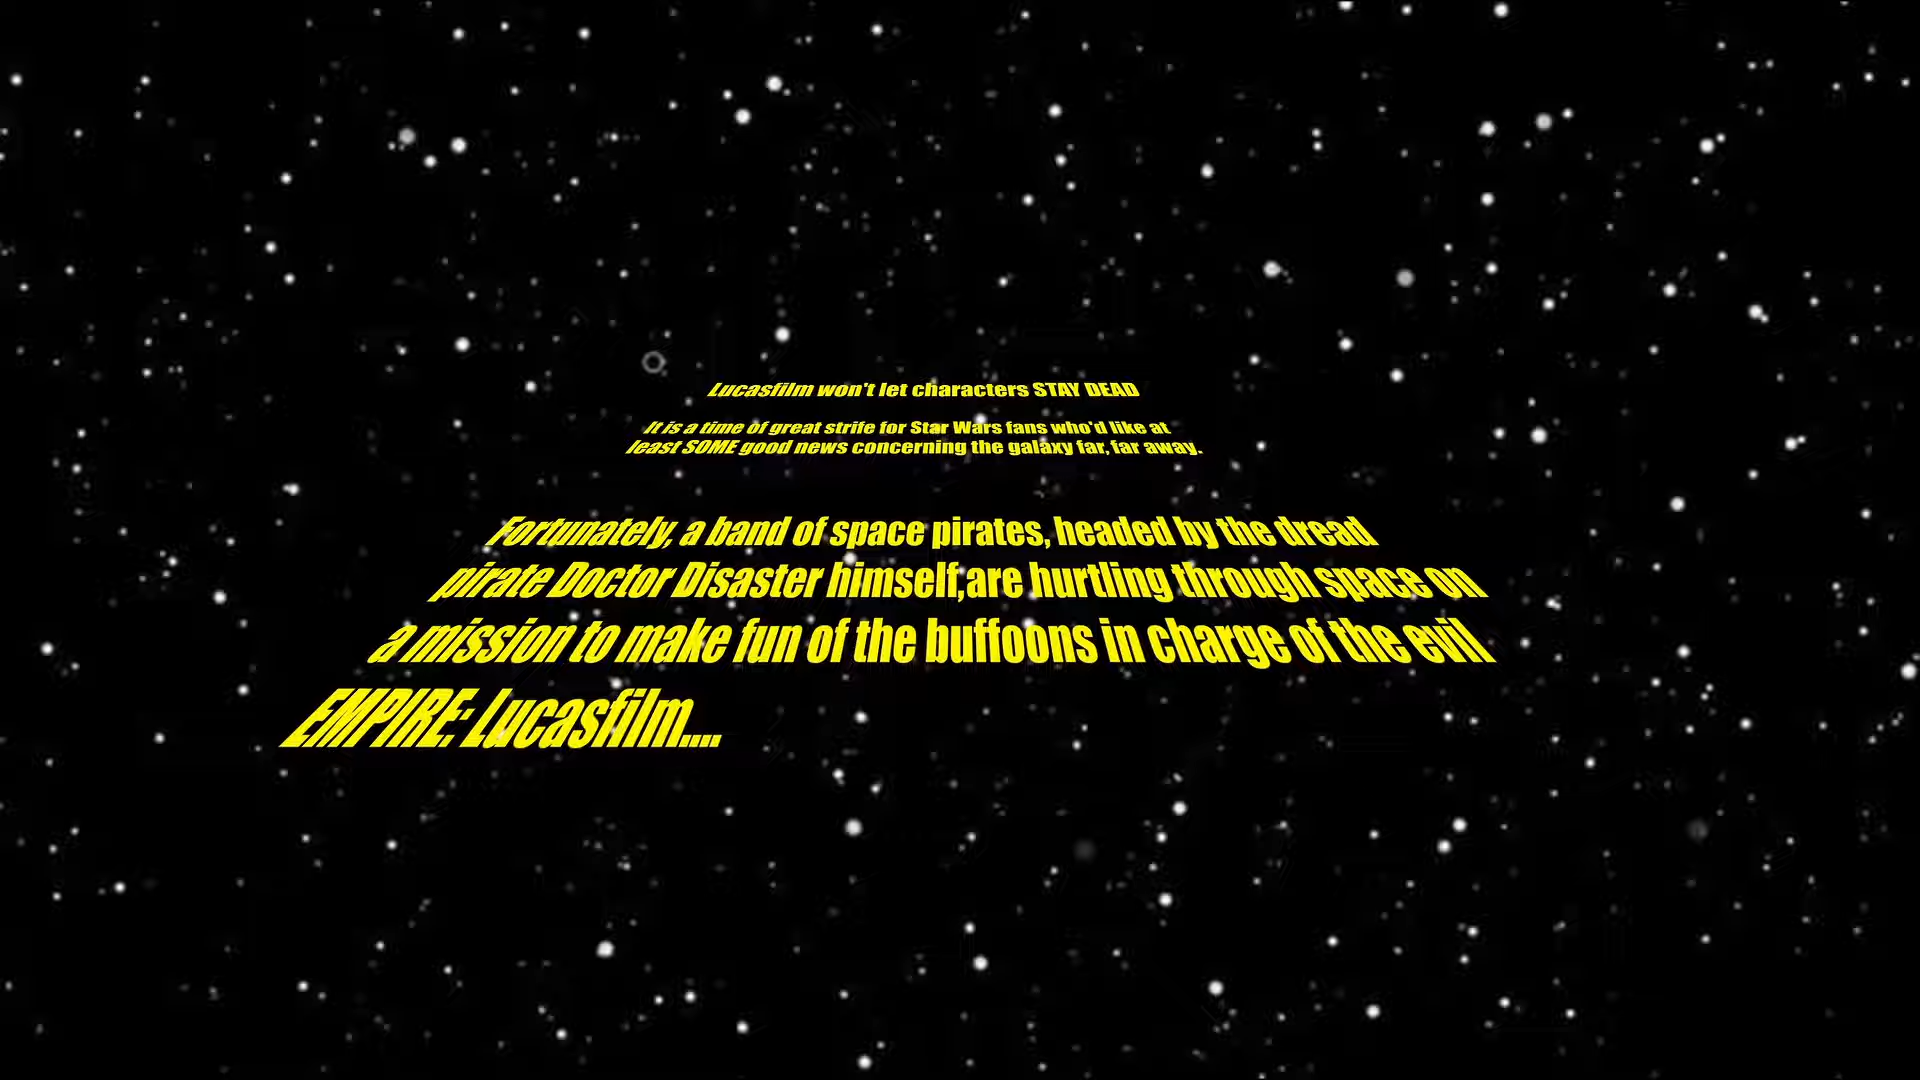 Lucasfilm won't let characters STAY DEAD
It is a time of great strife for Star Wars fans who'd like at
least SOME good news concerning the galaxy far, far away.
Fortunately, a band of space pirates, headed by the dread
pirate Doctor Disaster himself,are hurtling through space on
a mission to make fun of the buffoons in charge of the evil
EMPIRE: Lucasfilm....